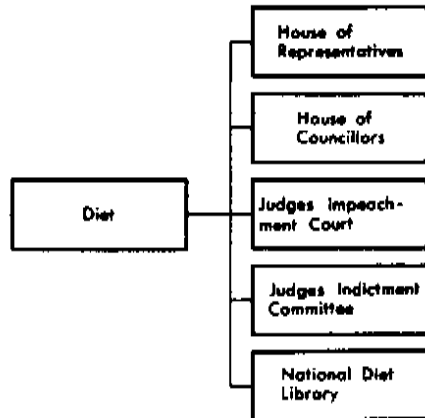 House of
Representatives
House of
Councillors
Diet
Judges Impeach-
ment Court
Judges Indictment
Committee
National Diet
Library